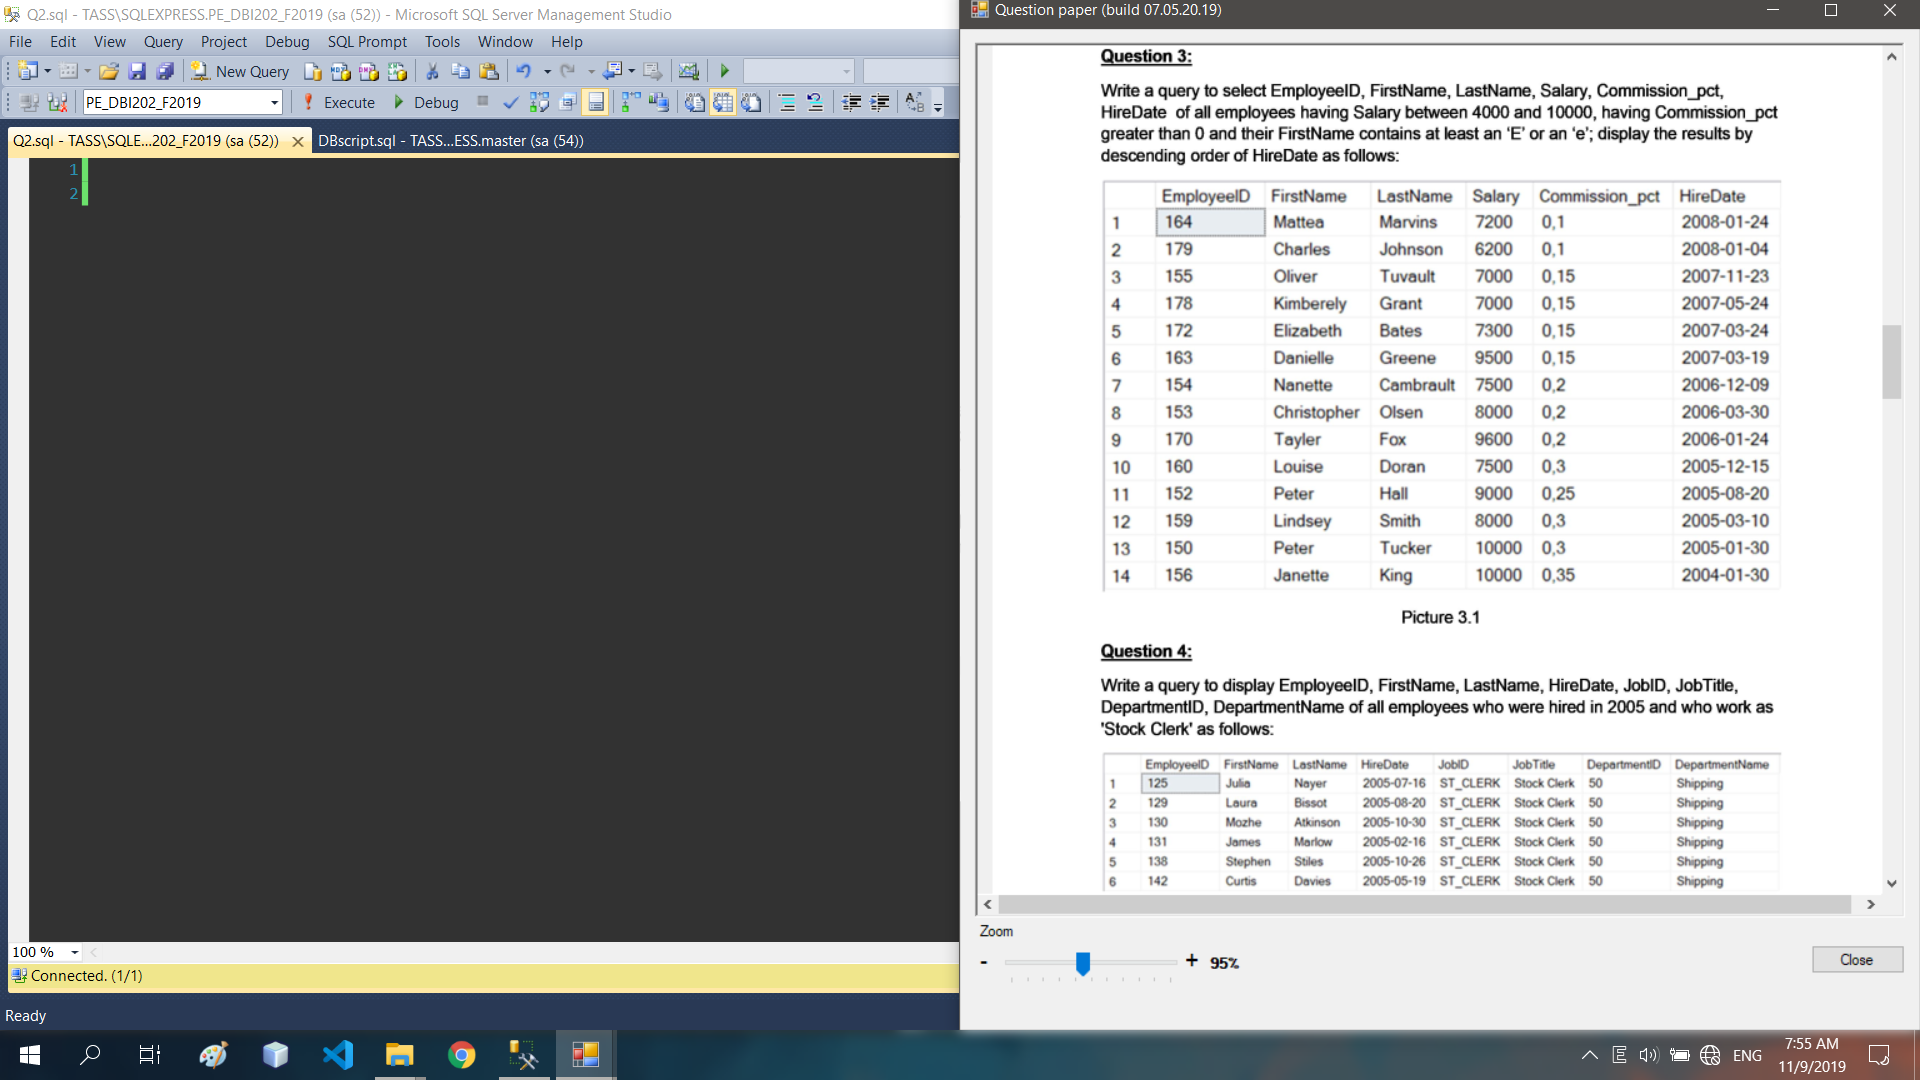 Q2.sql - TASS\SQLEXPRESS.PE_DBI202_F2019 (sa (52)) - Microsoft SQL Server Management Studio
File Edit View Query Project Debug SQL Prompt Tools Window Help
New Query
PE_DBI202_F2019 Execute Debug
Q2.sql - TASS\SQLE...202_F2019 (sa (52)) DBscript.sql - TASS...ESS.master (sa (54))
1
2
100 %
Connected. (1/1)
Ready
Question paper (build 07.05.20.19)
Question 3:
Write a query to select EmployeeID, FirstName, LastName, Salary, Commission_pct,
HireDate of all employees having Salary between 4000 and 10000, having Commission_pct
greater than 0 and their FirstName contains at least an ‘E’ or an ‘e’; display the results by
descending order of HireDate as follows:
EmployeeID FirstName LastName Salary Commission_pct HireDate
1 164 Mattea Marvins 7200 0,1 2008-01-24
2 179 Charles Johnson 6200 0,1 2008-01-04
3 155 Oliver Tuvault 7000 0,15 2007-11-23
4 178 Kimberely Grant 7000 0,15 2007-05-24
5 172 Elizabeth Bates 7300 0,15 2007-03-24
6 163 Danielle Greene 9500 0,15 2007-03-19
7 154 Nanette Cambrault 7500 0,2 2006-12-09
8 153 Christopher Olsen 8000 0,2 2006-03-30
9 170 Tayler Fox 9600 0,2 2006-01-24
10 160 Louise Doran 7500 0,3 2005-12-15
11 152 Peter Hall 9000 0,25 2005-08-20
12 159 Lindsey Smith 8000 0,3 2005-03-10
13 150 Peter Tucker 10000 0,3 2005-01-30
14 156 Janette King 10000 0,35 2004-01-30
Picture 3.1
Question 4:
Write a query to display EmployeeID, FirstName, LastName, HireDate, JobID, JobTitle,
DepartmentID, DepartmentName of all employees who were hired in 2005 and who work as
'Stock Clerk' as follows:
EmployeeID FirstName LastName HireDate JobID JobTitle DepartmentID DepartmentName
1 125 Julia Nayer 2005-07-16 ST_CLERK Stock Clerk 50 Shipping
2 129 Laura Bissot 2005-08-20 ST_CLERK Stock Clerk 50 Shipping
3 130 Mozhe Atkinson 2005-10-30 ST_CLERK Stock Clerk 50 Shipping
4 131 James Marlow 2005-02-16 ST_CLERK Stock Clerk 50 Shipping
5 138 Stephen Stiles 2005-10-26 ST_CLERK Stock Clerk 50 Shipping
6 142 Curtis Davies 2005-05-19 ST_CLERK Stock Clerk 50 Shipping
Zoom
- + 95%
Close
ENG
7:55 AM
11/9/2019